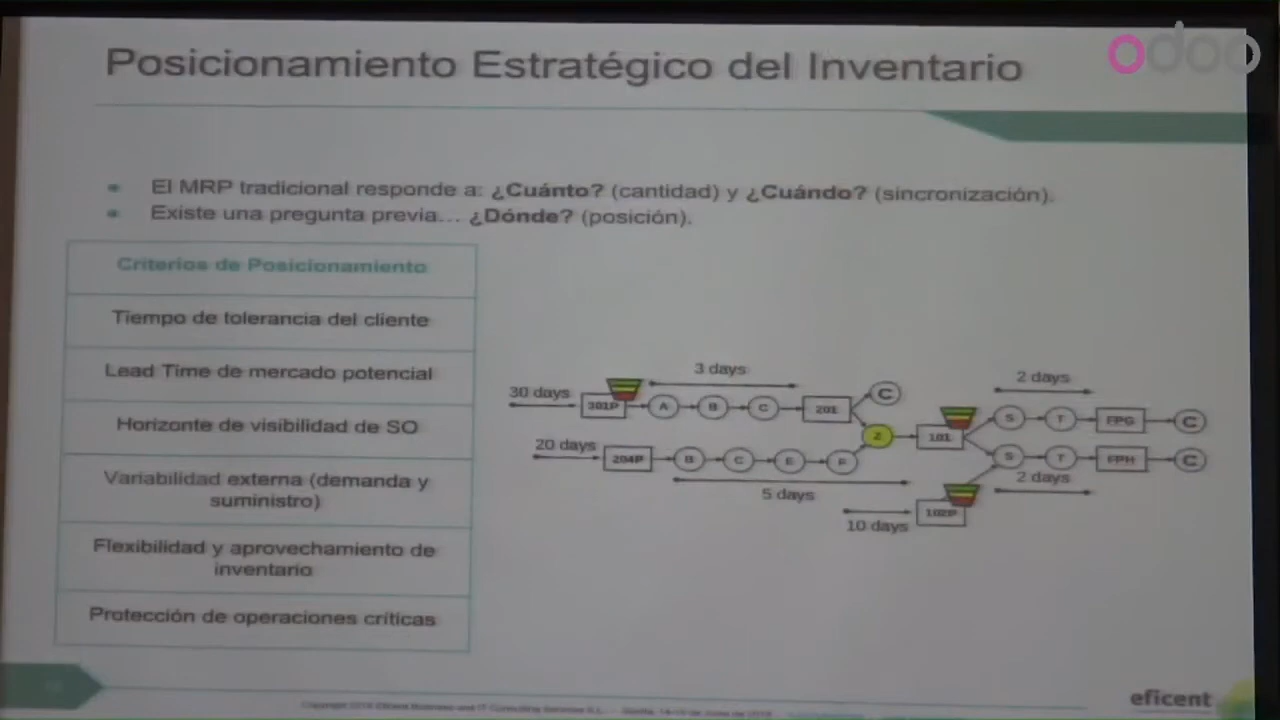 Posicionamiento Estratégico del Inventario
odoo
El MRP tradicional responde a: ¿Cuánto? (cantidad) y ¿Cuándo? (sincronización).
Existe una pregunta previa... ¿Dónde? (posición).
Criterios de Posicionamiento
Tiempo de tolerancia del cliente
Lead Time de mercado potencial
Horizonte de visibilidad de SO
Variabilidad externa (demanda y
suministro)
Flexibilidad y aprovechamiento de
inventario
Protección de operaciones críticas
3 days
30 days
301P
A
B
C
201
C
20 days
204P
B
C
E
F
Z
5 days
101
2 days
S
T
FPG
C
S
T
FPH
C
2 days
102P
10 days
eficent